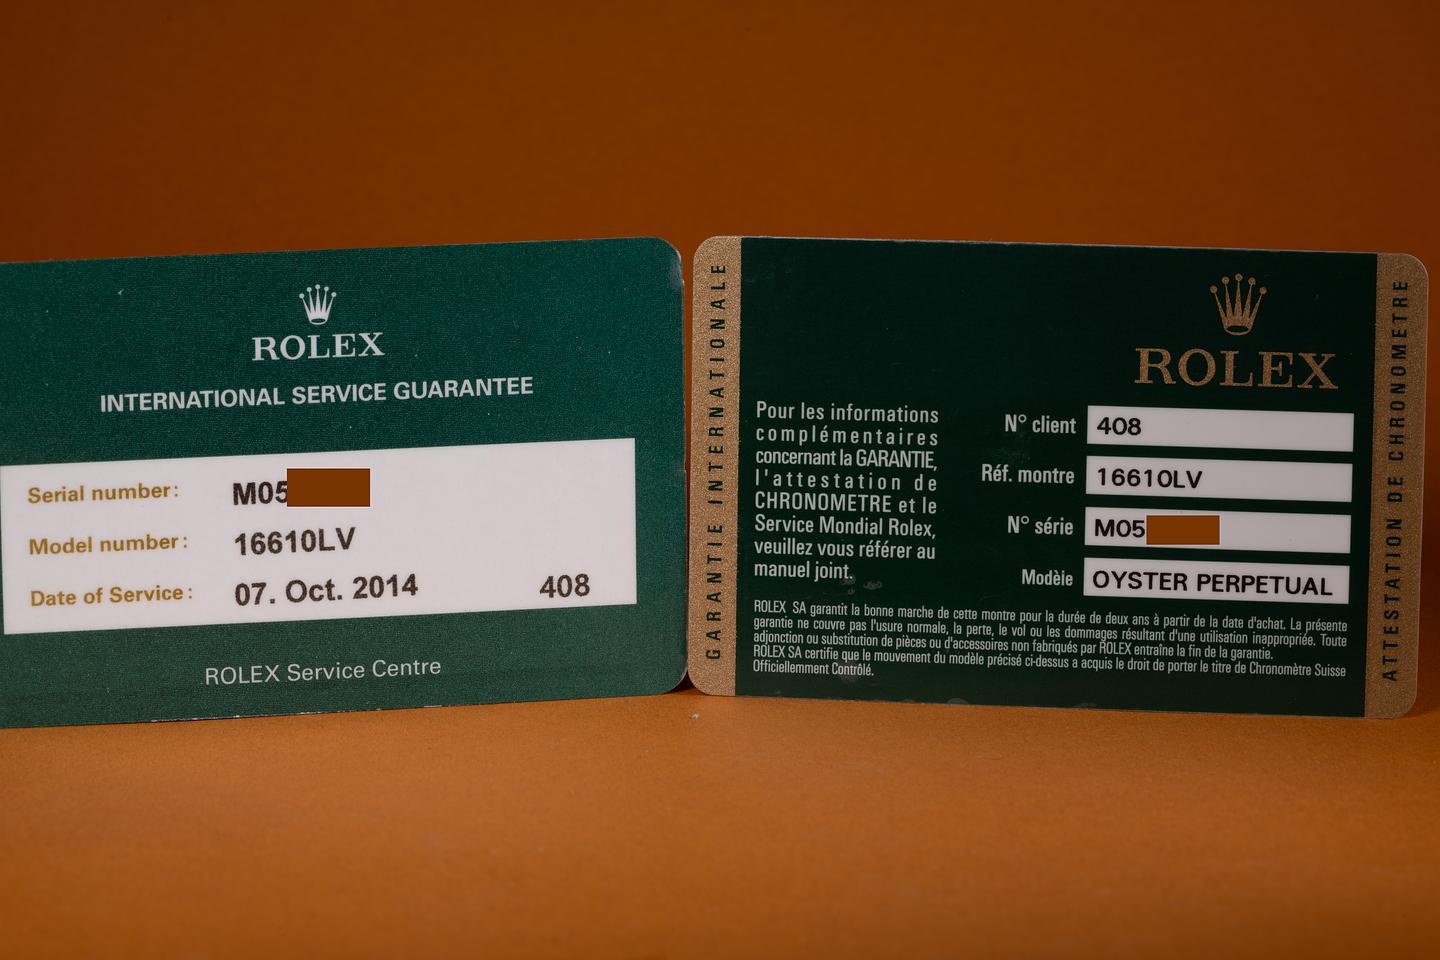 ROLEX
INTERNATIONAL SERVICE GUARANTEE
Serial number: M05
Model number: 16610LV
Date of Service: 07. Oct. 2014 408
ROLEX Service Centre
GARANTIE INTERNATIONALE
ROLEX
Pour les informations
complémentaires
concernant la GARANTIE,
l'attestation de
CHRONOMETRE et le
Service Mondial Rolex,
veuillez vous référer au
manuel joint.
N° client 408
Réf. montre 16610LV
N° série M05
Modèle OYSTER PERPETUAL
ROLEX SA garantit la bonne marche de cette montre pour la durée de deux ans à partir de la date d'achat. La présente
garantie ne couvre pas l'usure normale, la perte, le vol ou les dommages résultant d'une utilisation inappropriée. Toute
adjonction ou substitution de pièces ou d'accessoires non fabriqués par ROLEX entraîne la fin de la garantie.
ROLEX SA certifie que le mouvement du modèle précisé ci-dessus a acquis le droit de porter le titre de Chronomètre Suisse
Officiellement Contrôlé.
ATTESTATION DE CHRONOMETRE